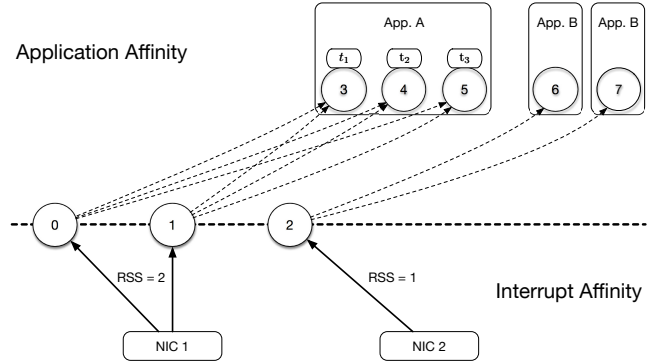 App. A
App. B
App. B
Application Affinity
t₁
t₂
t₃
3
4
5
6
7
0
1
2
RSS = 2
RSS = 1
Interrupt Affinity
NIC 1
NIC 2